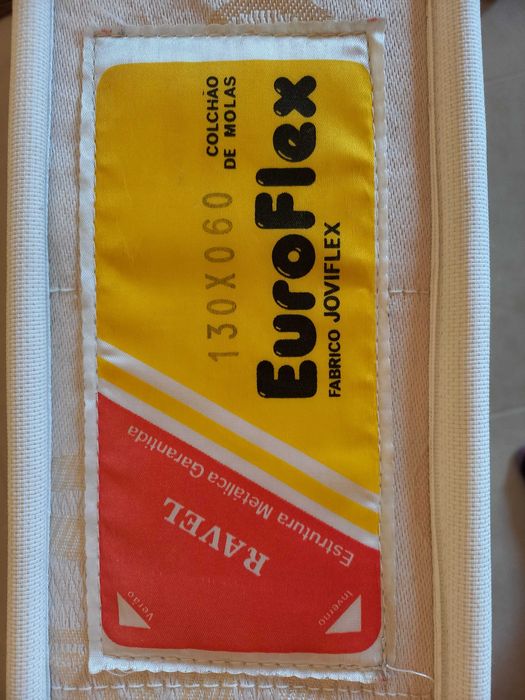 130X060
COLCHÃO
DE MOLAS
EuroFlex
FABRICO JOVIFLEX
RAVEL
Estrutura Metálica Garantida
Verão
Inverno